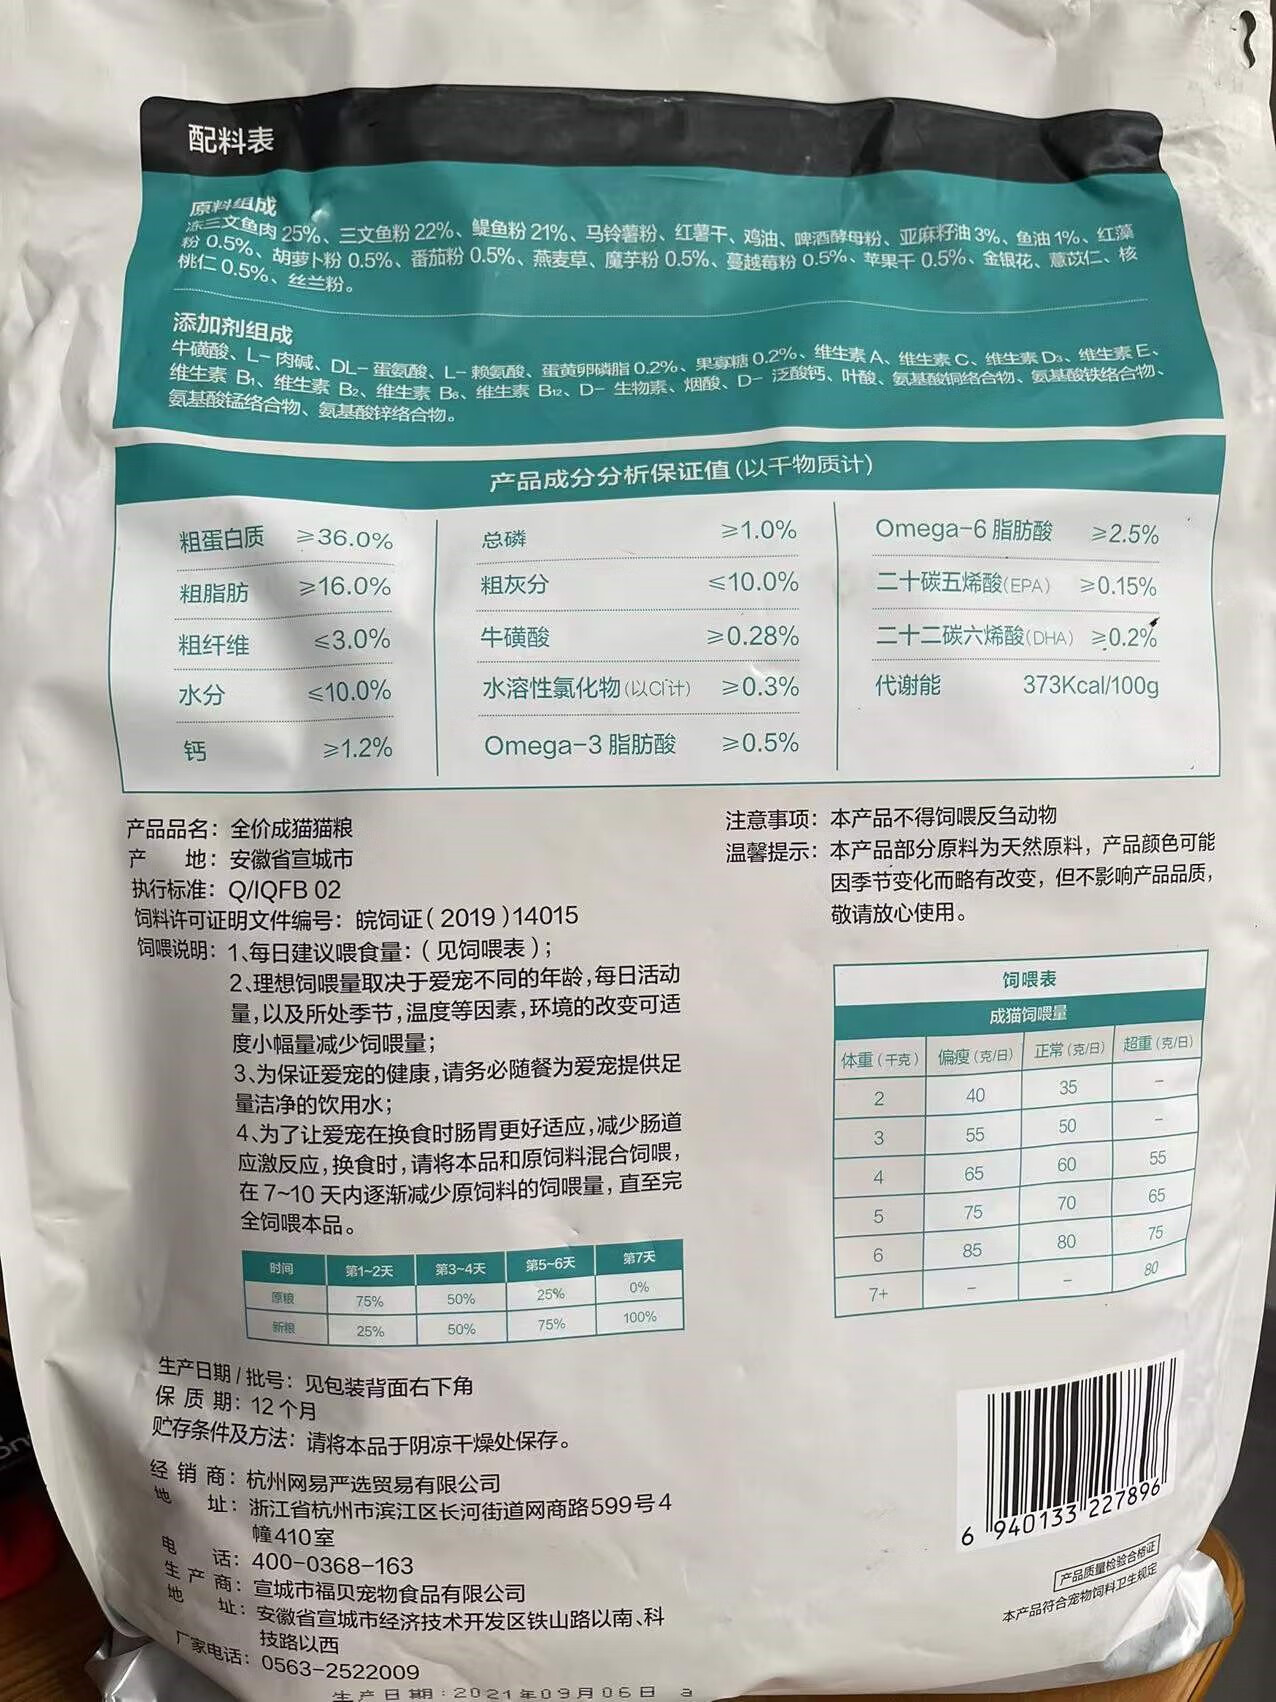 配料表
原料组成
冻三文鱼肉 25%、三文鱼粉 22%、鳀鱼粉 21%、马铃薯粉、红薯干、鸡油、啤酒酵母粉、亚麻籽油 3%、鱼油 1%、红藻
粉 0.5%、胡萝卜粉 0.5%、番茄粉 0.5%、燕麦草、魔芋粉 0.5%、蔓越莓粉 0.5%、苹果干 0.5%、金银花、薏苡仁、核
桃仁 0.5%、丝兰粉。
添加剂组成
牛磺酸、L-肉碱、DL-蛋氨酸、L-赖氨酸、蛋黄卵磷脂 0.2%、果寡糖 0.2%、维生素 A、维生素 C、维生素 D₃、维生素 E、
维生素 B₁、维生素 B₂、维生素 B₆、维生素 B₁₂、D-生物素、烟酸、D-泛酸钙、叶酸、氨基酸铜络合物、氨基酸铁络合物、
氨基酸锰络合物、氨基酸锌络合物。
产品成分分析保证值(以干物质计)
粗蛋白质 ≥36.0%
粗脂肪 ≥16.0%
粗纤维 ≤3.0%
水分 ≤10.0%
钙 ≥1.2%
总磷 ≥1.0%
粗灰分 ≤10.0%
牛磺酸 ≥0.28%
水溶性氯化物(以Cl⁻计) ≥0.3%
Omega-3 脂肪酸 ≥0.5%
Omega-6 脂肪酸 ≥2.5%
二十碳五烯酸(EPA) ≥0.15%
二十二碳六烯酸(DHA) ≥0.2%
代谢能 373Kcal/100g
产品品名：全价成猫猫粮
产 地：安徽省宣城市
执行标准：Q/IQFB 02
饲料许可证明文件编号：皖饲证(2019)14015
饲喂说明：1、每日建议喂食量：(见饲喂表)；
2、理想饲喂量取决于爱宠不同的年龄,每日活动
量,以及所处季节,温度等因素,环境的改变可适
度小幅量减少饲喂量；
3、为保证爱宠的健康,请务必随餐为爱宠提供足
量洁净的饮用水；
4、为了让爱宠在换食时肠胃更好适应,减少肠道
应激反应,换食时,请将本品和原饲料混合饲喂,
在 7~10 天内逐渐减少原饲料的饲喂量,直至完
全饲喂本品。
时间 第1~2天 第3~4天 第5~6天 第7天
原粮 75% 50% 25% 0%
新粮 25% 50% 75% 100%
注意事项：本产品不得饲喂反刍动物
温馨提示：本产品部分原料为天然原料，产品颜色可能
因季节变化而略有改变，但不影响产品品质，
敬请放心使用。
饲喂表
成猫饲喂量
体重(千克) 偏瘦(克/日) 正常(克/日) 超重(克/日)
2 40 35 -
3 55 50 -
4 65 60 55
5 75 70 65
6 85 80 75
7+ - - 80
生产日期/批号：见包装背面右下角
保 质 期：12 个月
贮存条件及方法：请将本品于阴凉干燥处保存。
经 销 商：杭州网易严选贸易有限公司
地 址：浙江省杭州市滨江区长河街道网商路599号4
幢410室
电 话：400-0368-163
生 产 商：宣城市福贝宠物食品有限公司
地 址：安徽省宣城市经济技术开发区铁山路以南、科
技路以西
厂家电话：0563-2522009
生产日期:2021年09月06日 a
6 940133 227896
产品质量检验合格证
本产品符合宠物饲料卫生规定